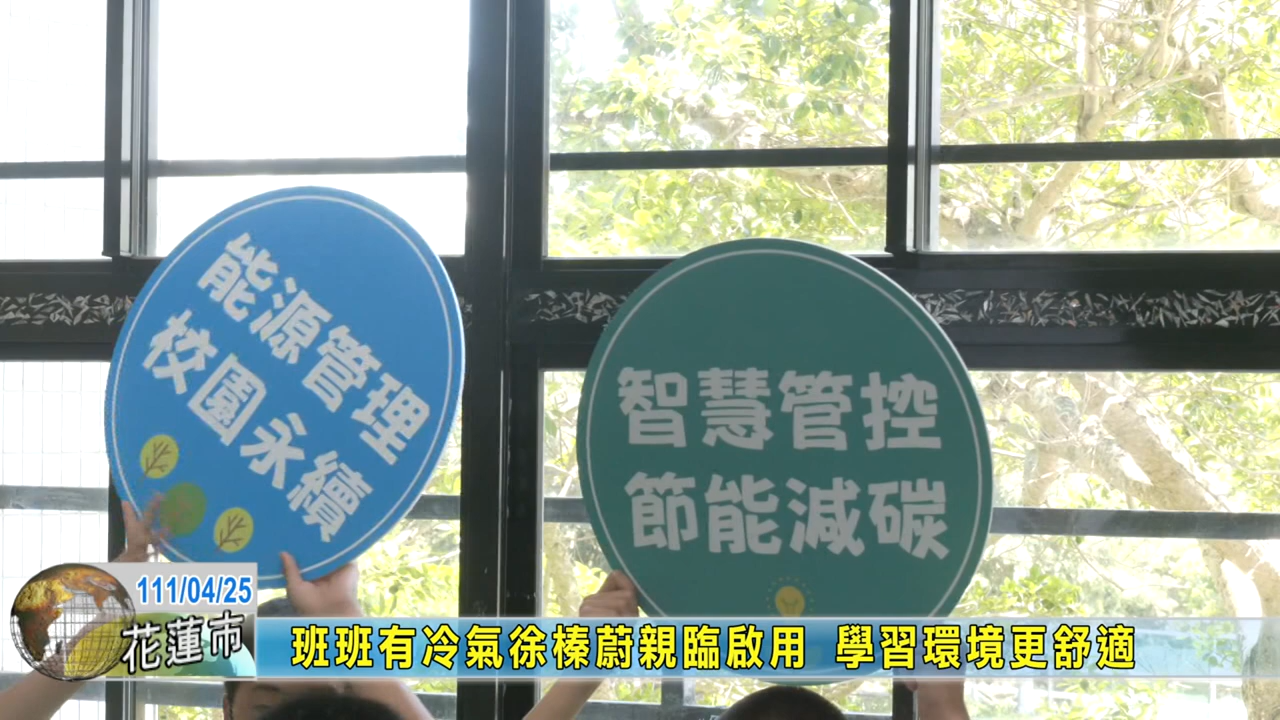 能源管理
校園永續
智慧管控
節能減碳
111/04/25
花蓮市
班班有冷氣徐榛蔚親臨啟用 學習環境更舒適